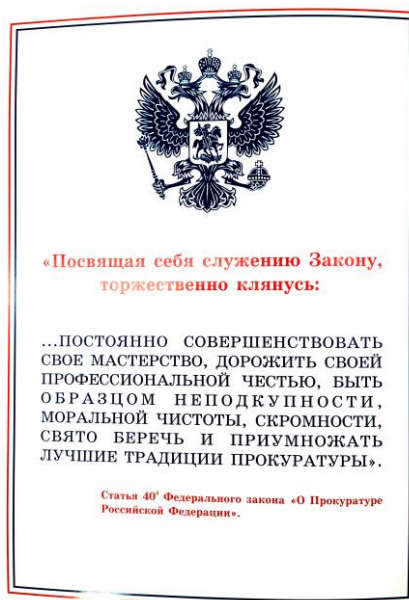 «Посвящая себя служению Закону,
торжественно клянусь:
...ПОСТОЯННО СОВЕРШЕНСТВОВАТЬ
СВОЕ МАСТЕРСТВО, ДОРОЖИТЬ СВОЕЙ
ПРОФЕССИОНАЛЬНОЙ ЧЕСТЬЮ, БЫТЬ
ОБРАЗЦОМ НЕПОДКУПНОСТИ,
МОРАЛЬНОЙ ЧИСТОТЫ, СКРОМНОСТИ,
СВЯТО БЕРЕЧЬ И ПРИУМНОЖАТЬ
ЛУЧШИЕ ТРАДИЦИИ ПРОКУРАТУРЫ».
Статья 40⁴ Федерального закона «О Прокуратуре
Российской Федерации».